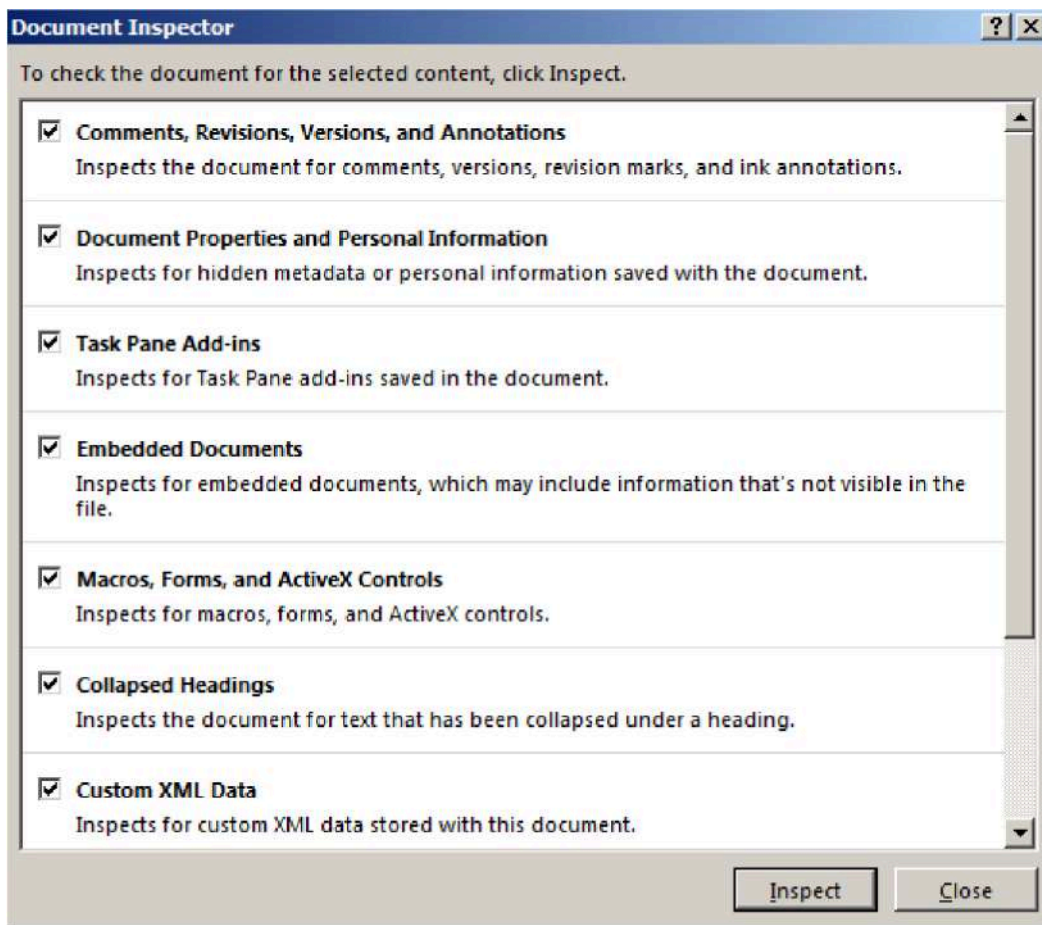 Document Inspector
To check the document for the selected content, click Inspect.
Comments, Revisions, Versions, and Annotations
Inspects the document for comments, versions, revision marks, and ink annotations.
Document Properties and Personal Information
Inspects for hidden metadata or personal information saved with the document.
Task Pane Add-ins
Inspects for Task Pane add-ins saved in the document.
Embedded Documents
Inspects for embedded documents, which may include information that's not visible in the
file.
Macros, Forms, and ActiveX Controls
Inspects for macros, forms, and ActiveX controls.
Collapsed Headings
Inspects the document for text that has been collapsed under a heading.
Custom XML Data
Inspects for custom XML data stored with this document.
Inspect Close